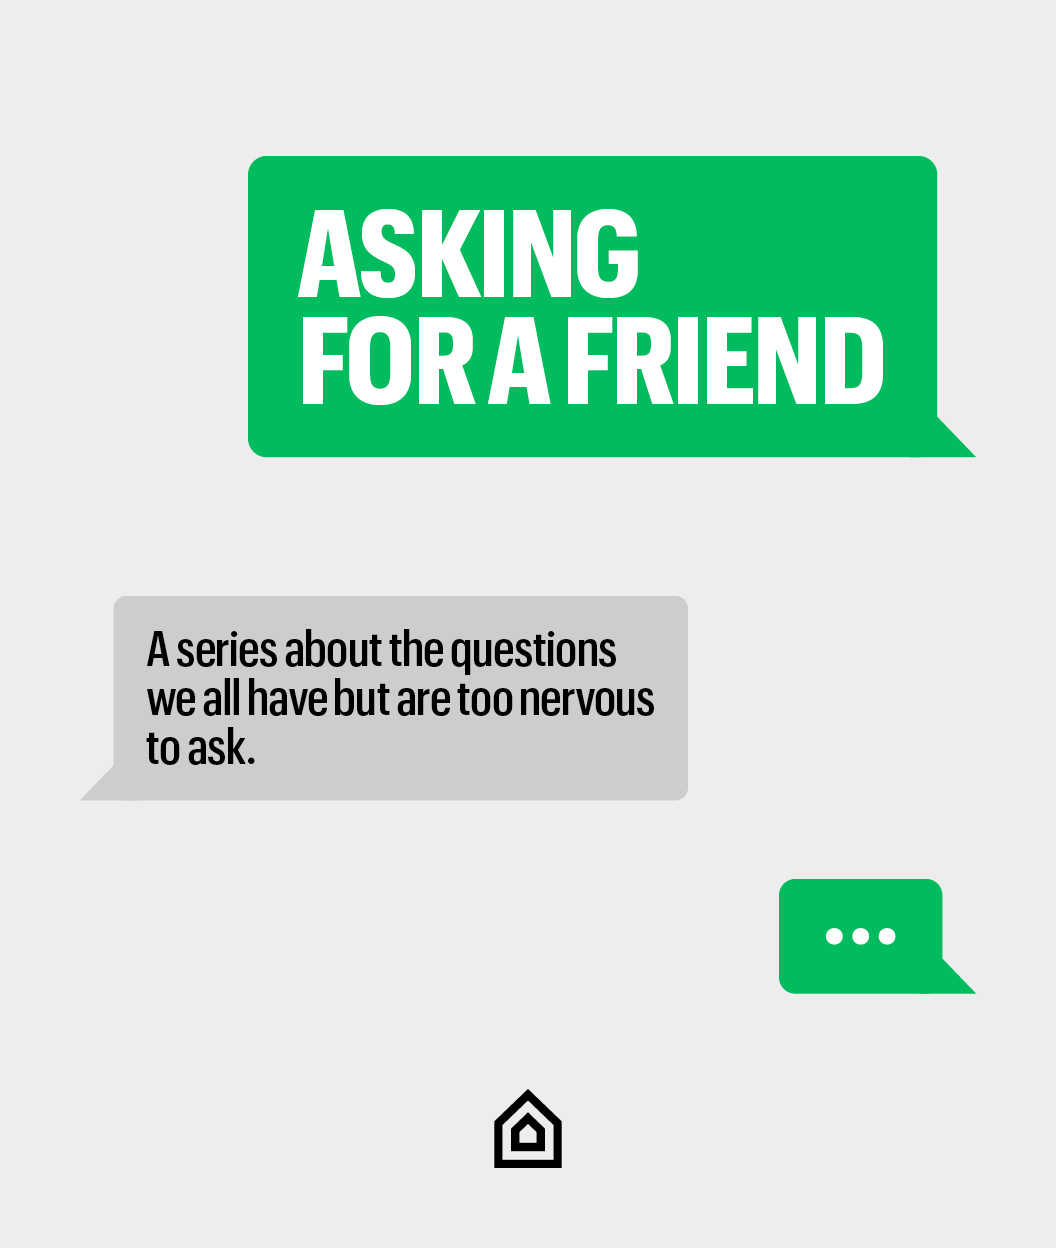 ASKING
FOR A FRIEND
A series about the questions
we all have but are too nervous
to ask.